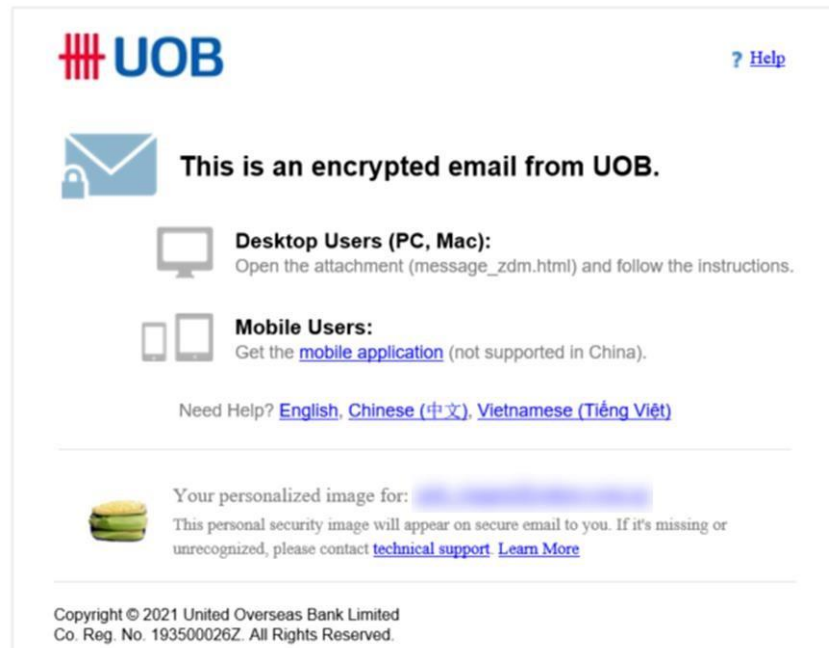 UOB
? Help
This is an encrypted email from UOB.
Desktop Users (PC, Mac):
Open the attachment (message_zdm.html) and follow the instructions.
Mobile Users:
Get the mobile application (not supported in China).
Need Help? English, Chinese (中文), Vietnamese (Tiếng Việt)
Your personalized image for:
This personal security image will appear on secure email to you. If it's missing or
unrecognized, please contact technical support. Learn More
Copyright © 2021 United Overseas Bank Limited
Co. Reg. No. 193500026Z. All Rights Reserved.